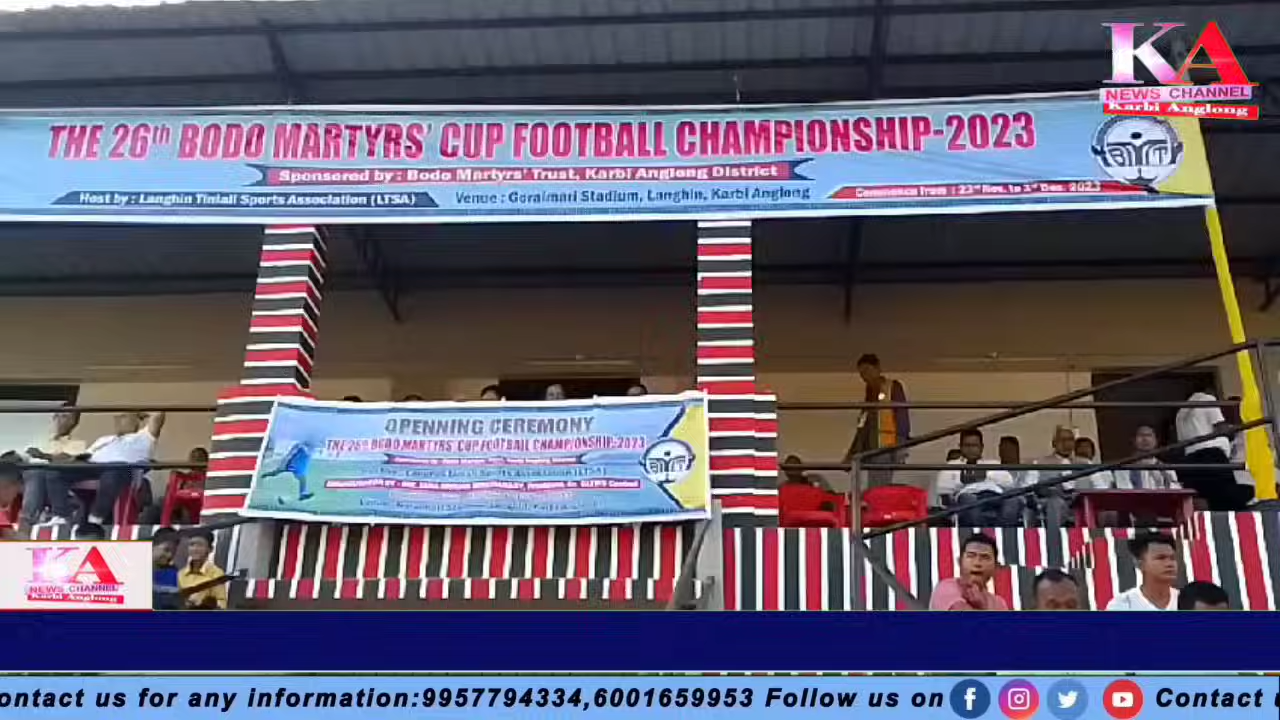 KA
NEWS CHANNEL
Karbi Anglong
THE 26th BODO MARTYRS' CUP FOOTBALL CHAMPIONSHIP-2023
Sponsored by : Bodo Martyrs' Trust, Karbi Anglong District
Host by : Langhin Tiniali Sports Association (LTSA)
Venue : Goralmari Stadium, Langhin, Karbi Anglong
Commence from : 23rd Nov. to 3rd Dec. 2023
OPENNING CEREMONY
THE 26th BODO MARTYRS' CUP FOOTBALL CHAMPIONSHIP-2023
KA
NEWS CHANNEL
Karbi Anglong
ontact us for any information:9957794334,6001659953 Follow us on
Contact